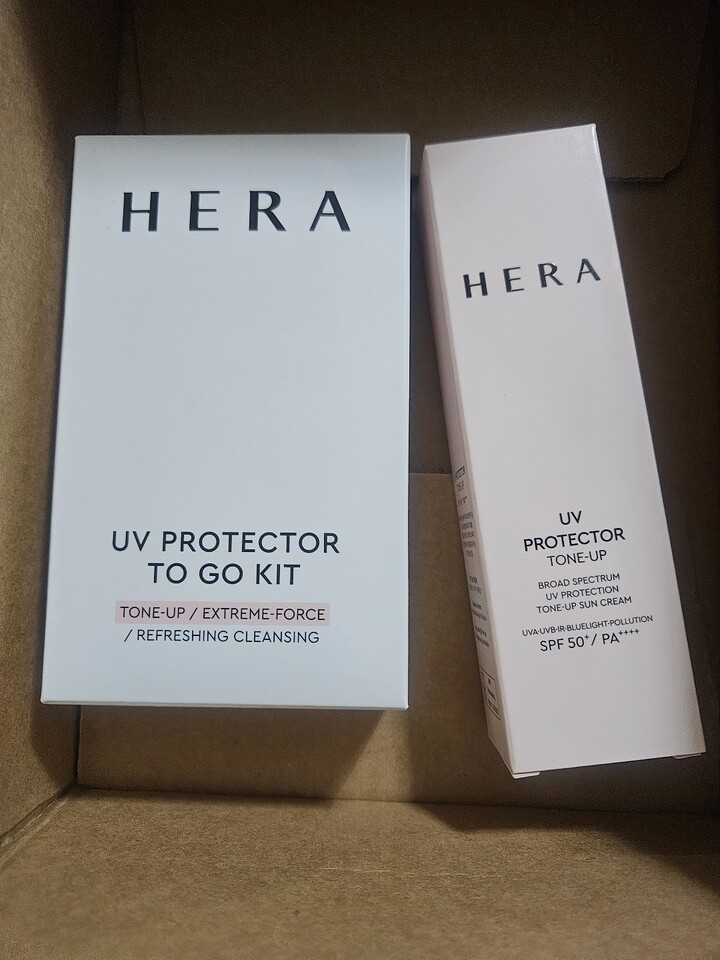 HERA
UV PROTECTOR
TO GO KIT
TONE-UP / EXTREME-FORCE
/ REFRESHING CLEANSING
HERA
UV
PROTECTOR
TONE-UP
BROAD SPECTRUM
UV PROTECTION
TONE-UP SUN CREAM
UVA·UVB·IR·BLUELIGHT·POLLUTION
SPF 50+/ PA++++